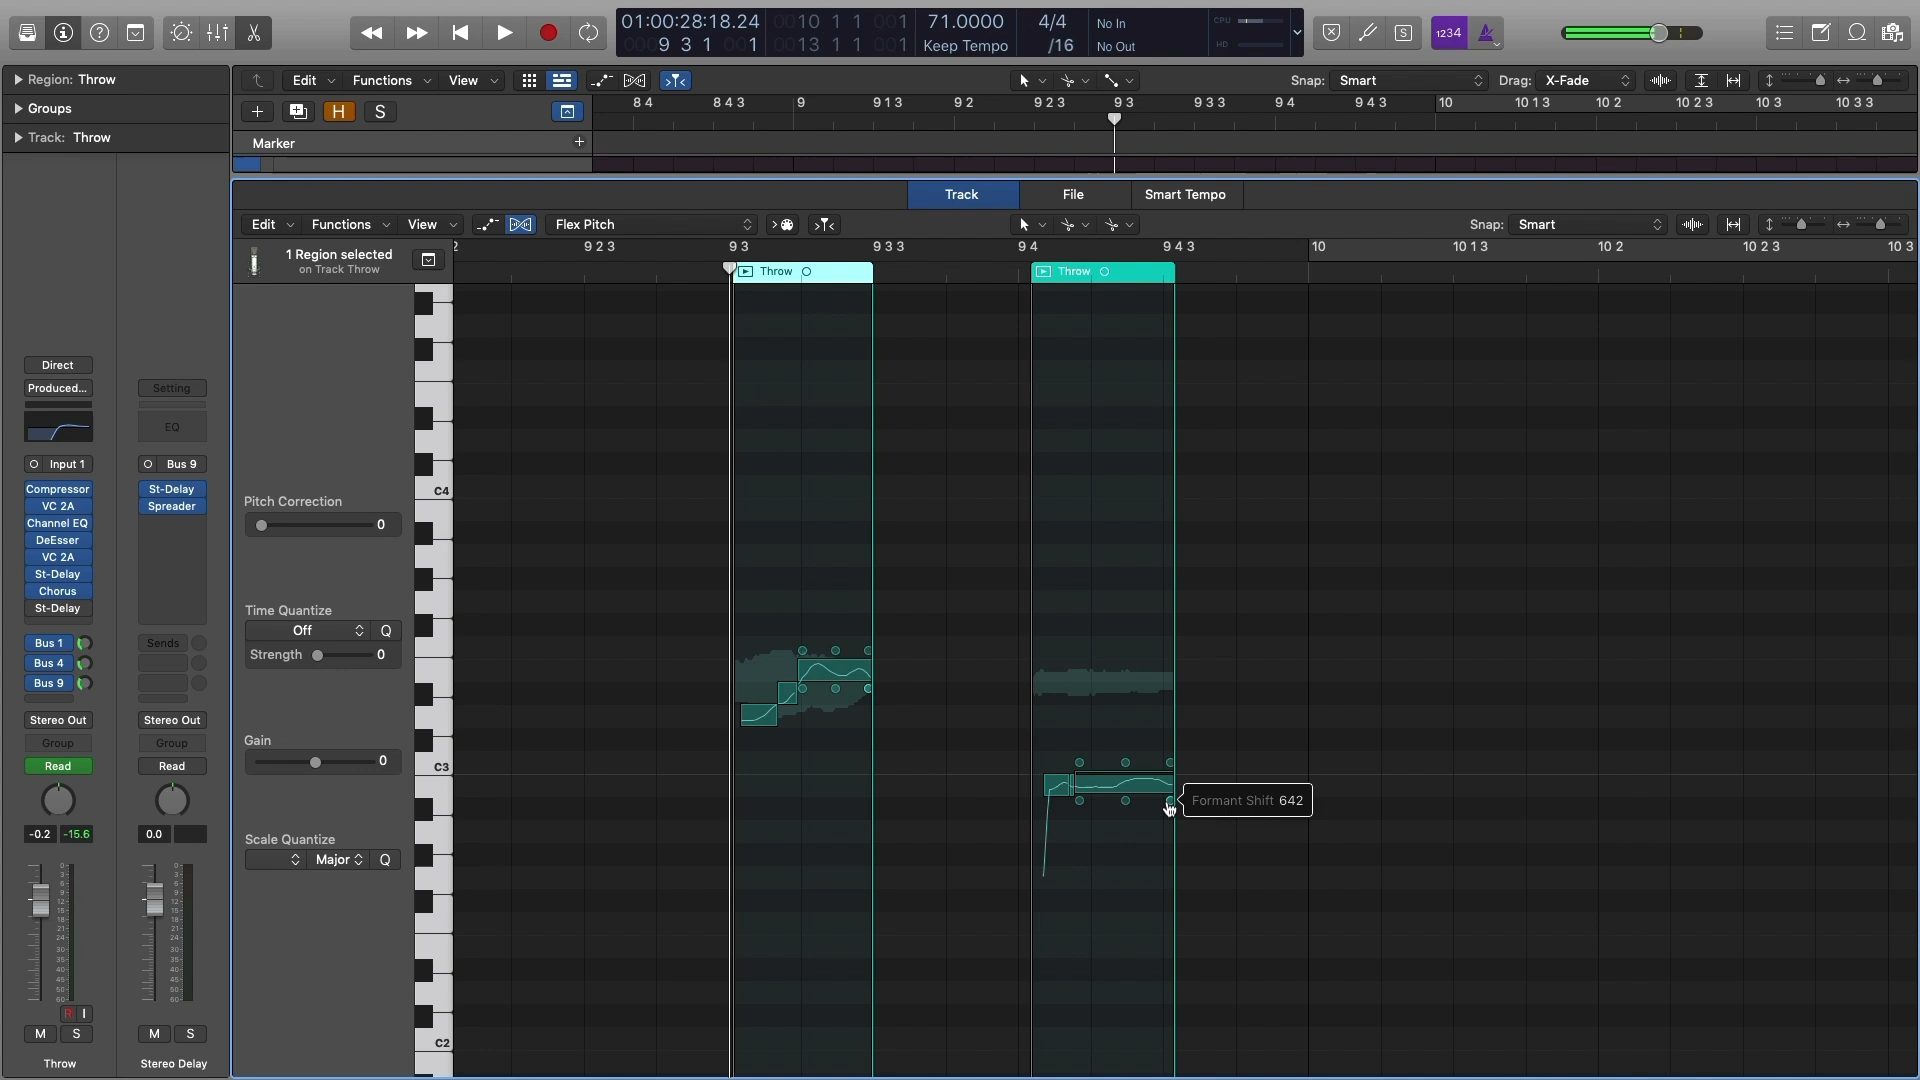 01:00:28:18.24
0010 1 1 001
71.0000
4/4
No In
CPU
0009 3 1 001
0013 1 1 001
Keep Tempo
/16
No Out
HD
1234
S
Region: Throw
Groups
Track: Throw
Edit
Functions
View
Snap: Smart
Drag: X-Fade
H
S
8 4
8 4 3
9
9 1 3
9 2
9 2 3
9 3
9 3 3
9 4
9 4 3
10
10 1 3
10 2
10 2 3
10 3
10 3 3
Marker
Track
File
Smart Tempo
Edit
Functions
View
Flex Pitch
Snap: Smart
1 Region selected
on Track Throw
2
9 2 3
9 3
9 3 3
9 4
9 4 3
10
10 1 3
10 2
10 2 3
10 3
Throw
Throw
Direct
Produced...
Setting
EQ
Input 1
Bus 9
Compressor
St-Delay
VC 2A
Spreader
Channel EQ
DeEsser
VC 2A
St-Delay
Chorus
St-Delay
Bus 1
Sends
Bus 4
Bus 9
Stereo Out
Stereo Out
Group
Group
Read
Read
-0.2
-15.6
0.0
Pitch Correction
0
Time Quantize
Off
Q
Strength
0
Gain
0
Scale Quantize
Major
Q
C4
C3
C2
Formant Shift 642
R
I
M
S
M
S
Throw
Stereo Delay